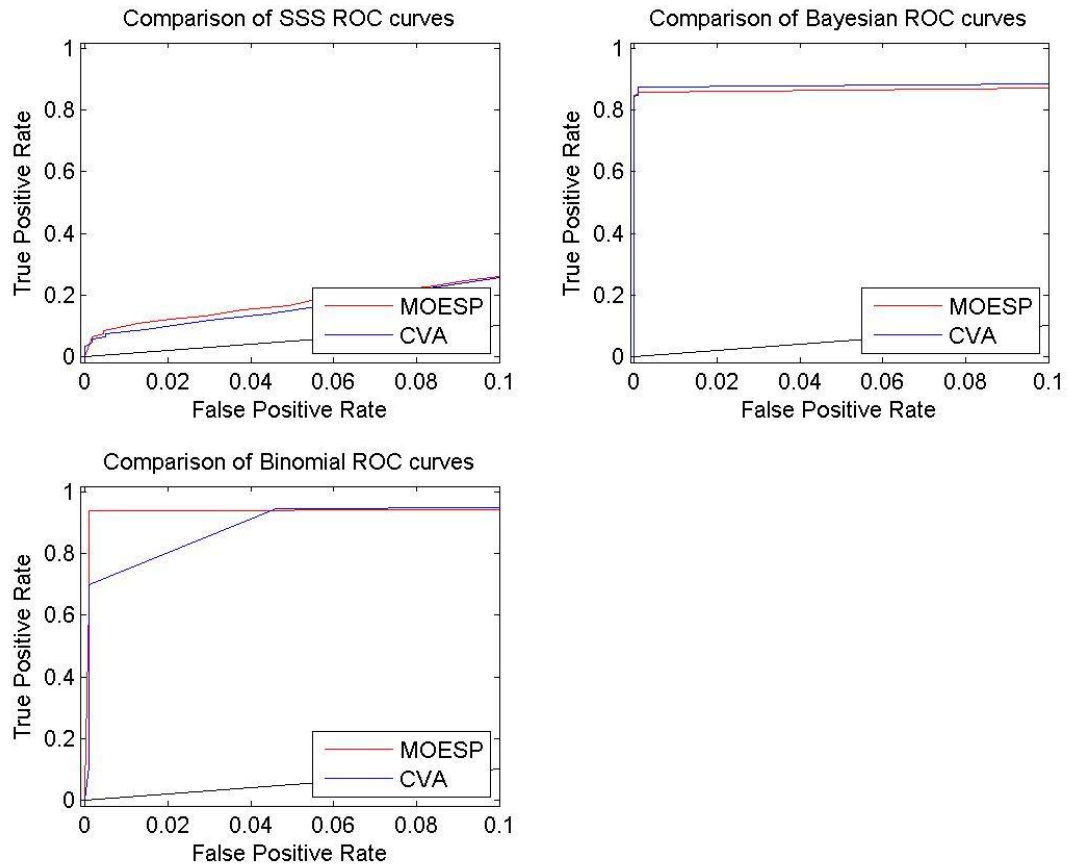 Comparison of SSS ROC curves
True Positive Rate
1
0.8
0.6
0.4
0.2
0
0 0.02 0.04 0.06 0.08 0.1
False Positive Rate
MOESP
CVA
Comparison of Bayesian ROC curves
True Positive Rate
1
0.8
0.6
0.4
0.2
0
0 0.02 0.04 0.06 0.08 0.1
False Positive Rate
MOESP
CVA
Comparison of Binomial ROC curves
True Positive Rate
1
0.8
0.6
0.4
0.2
0
0 0.02 0.04 0.06 0.08 0.1
False Positive Rate
MOESP
CVA